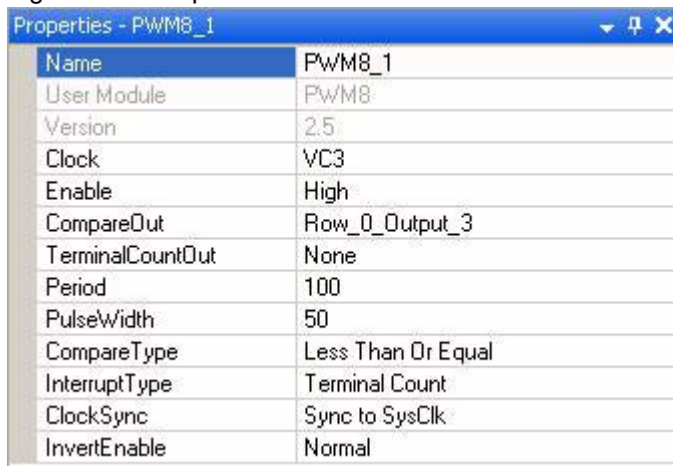 Properties - PWM8_1
Name PWM8_1
User Module PWM8
Version 2.5
Clock VC3
Enable High
CompareOut Row_0_Output_3
TerminalCountOut None
Period 100
PulseWidth 50
CompareType Less Than Or Equal
InterruptType Terminal Count
ClockSync Sync to SysClk
InvertEnable Normal